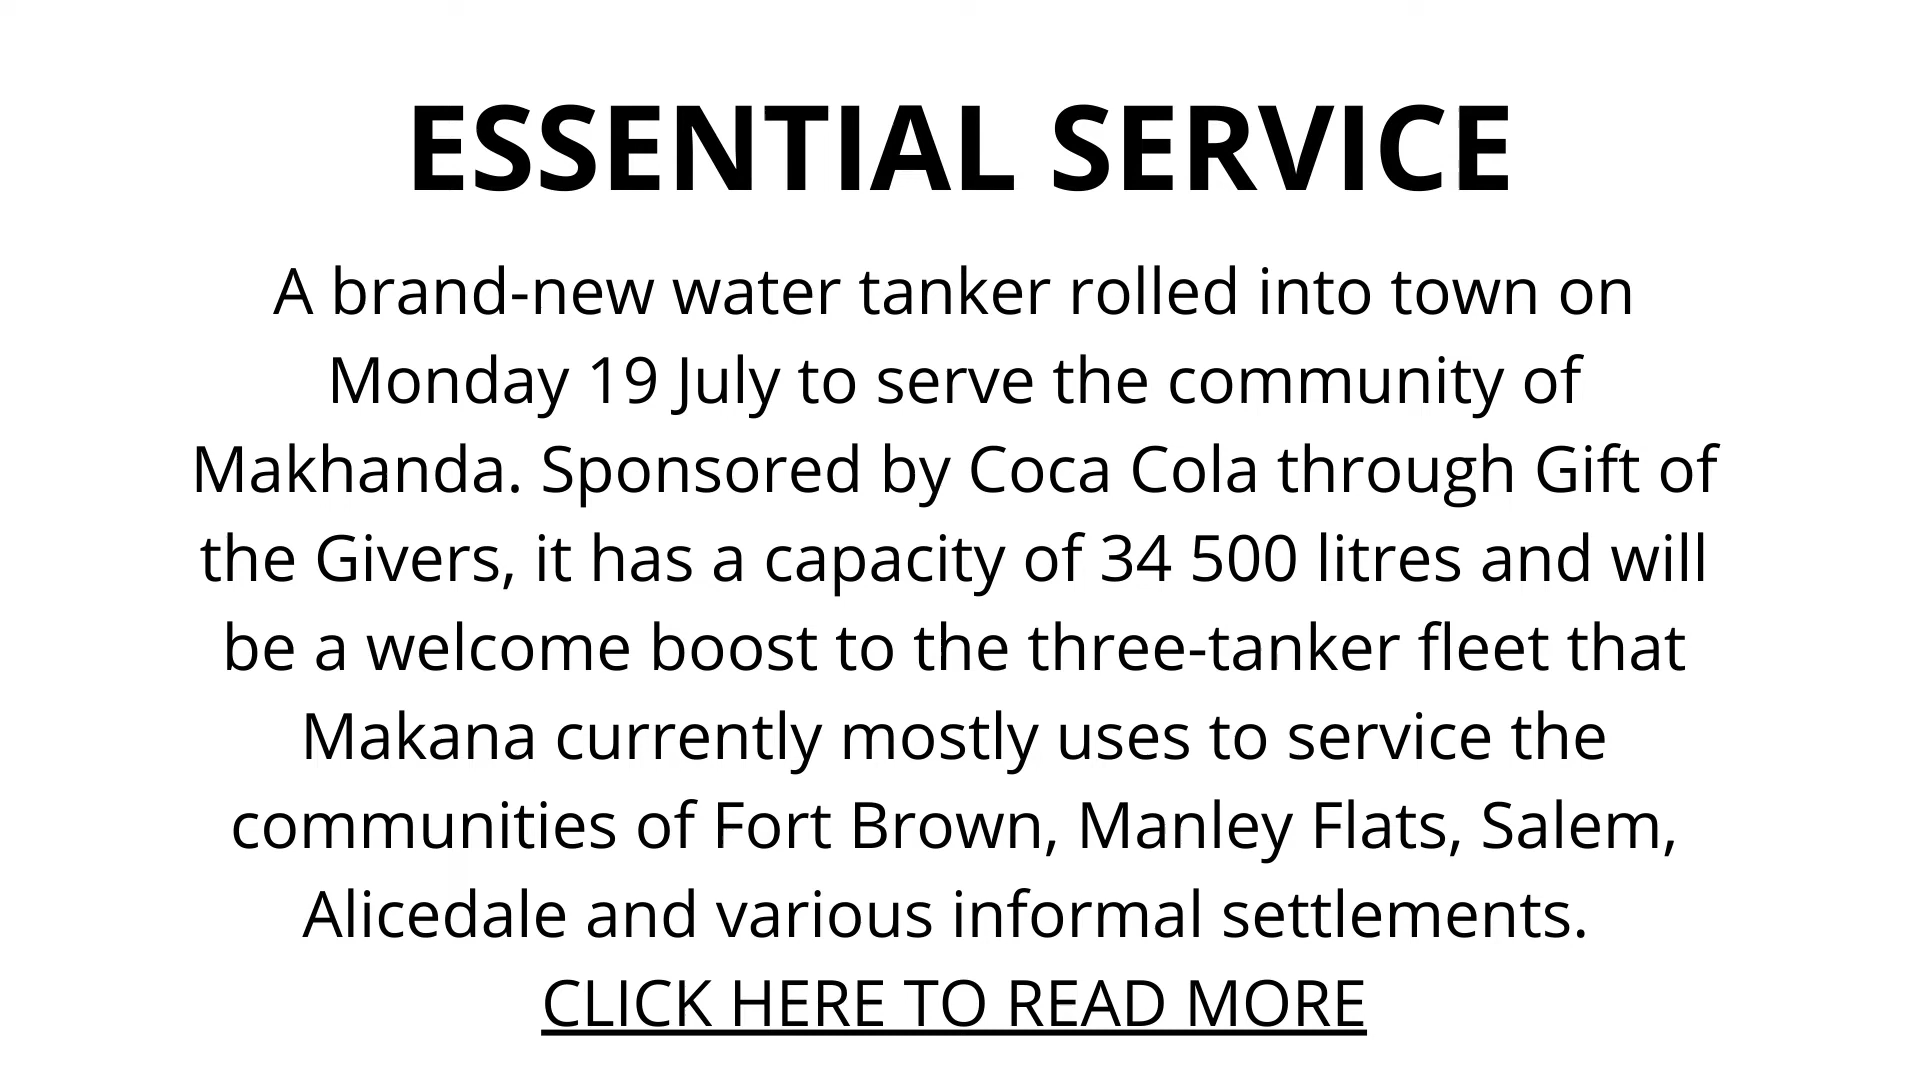 ESSENTIAL SERVICE
A brand-new water tanker rolled into town on
Monday 19 July to serve the community of
Makhanda. Sponsored by Coca Cola through Gift of
the Givers, it has a capacity of 34 500 litres and will
be a welcome boost to the three-tanker fleet that
Makana currently mostly uses to service the
communities of Fort Brown, Manley Flats, Salem,
Alicedale and various informal settlements.
CLICK HERE TO READ MORE